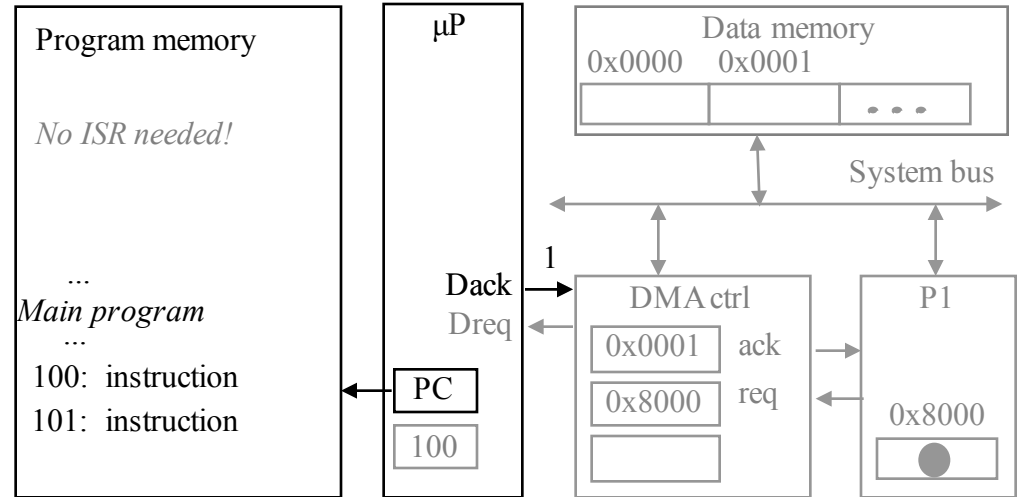 Program memory
No ISR needed!
...
Main program
...
100: instruction
101: instruction
μP
Dack
1
Dreq
PC
100
Data memory
0x0000 0x0001
System bus
DMA ctrl
0x0001 ack
0x8000 req
P1
0x8000